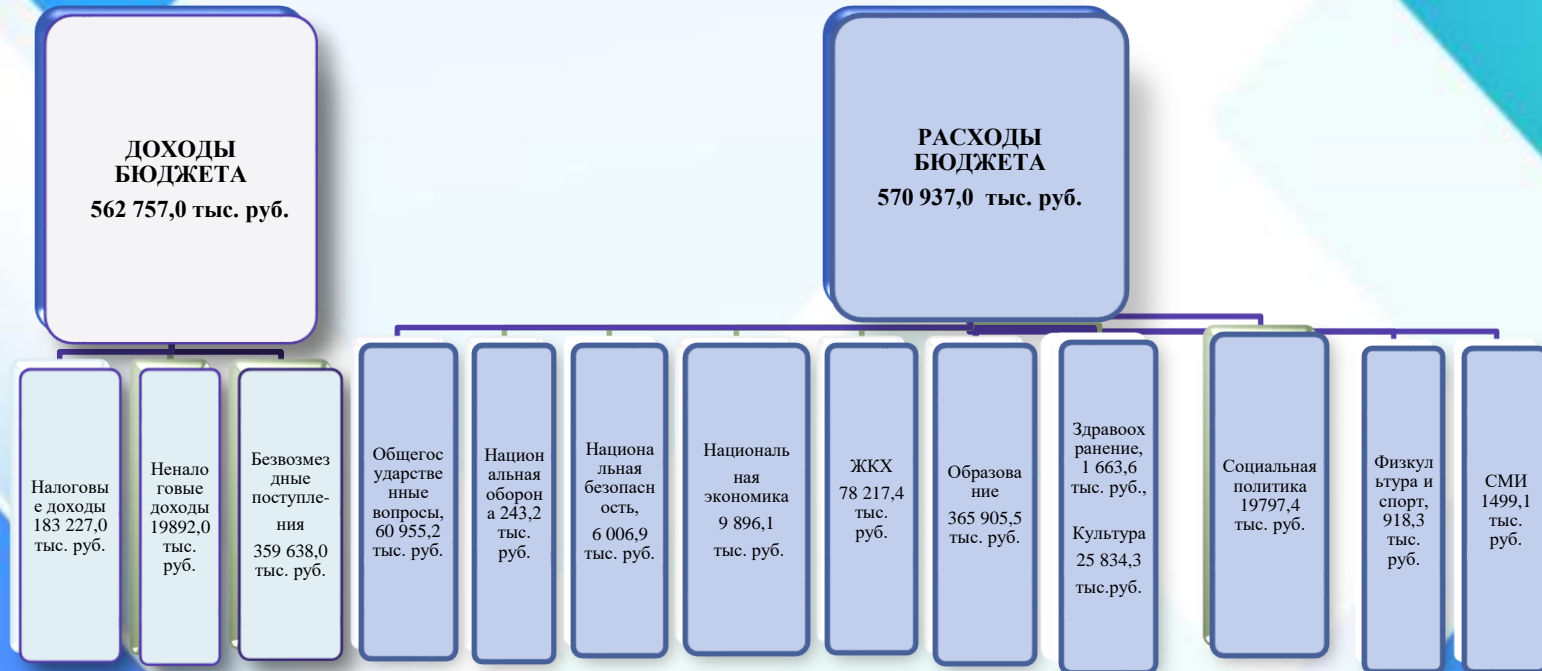 ДОХОДЫ
БЮДЖЕТА
562 757,0 тыс. руб.
РАСХОДЫ
БЮДЖЕТА
570 937,0 тыс. руб.
Налоговы
е доходы
183 227,0
тыс. руб.
Ненало
говые
доходы
19892,0
тыс.
руб.
Безвозмез
дные
поступле-
ния
359 638,0
тыс. руб.
Общегос
ударстве
нные
вопросы,
60 955,2
тыс. руб.
Национ
альная
оборон
а 243,2
тыс.
руб.
Национа
льная
безопасн
ость,
6 006,9
тыс. руб.
Националь
ная
экономика
9 896,1
тыс. руб.
ЖКХ
78 217,4
тыс.
руб.
Образова
ние
365 905,5
тыс. руб.
Здравоох
ранение,
1 663,6
тыс. руб.,
Культура
25 834,3
тыс.руб.
Социальная
политика
19797,4
тыс. руб.
Физкул
ьтура и
спорт,
918,3
тыс.
руб.
СМИ
1499,1
тыс.
руб.